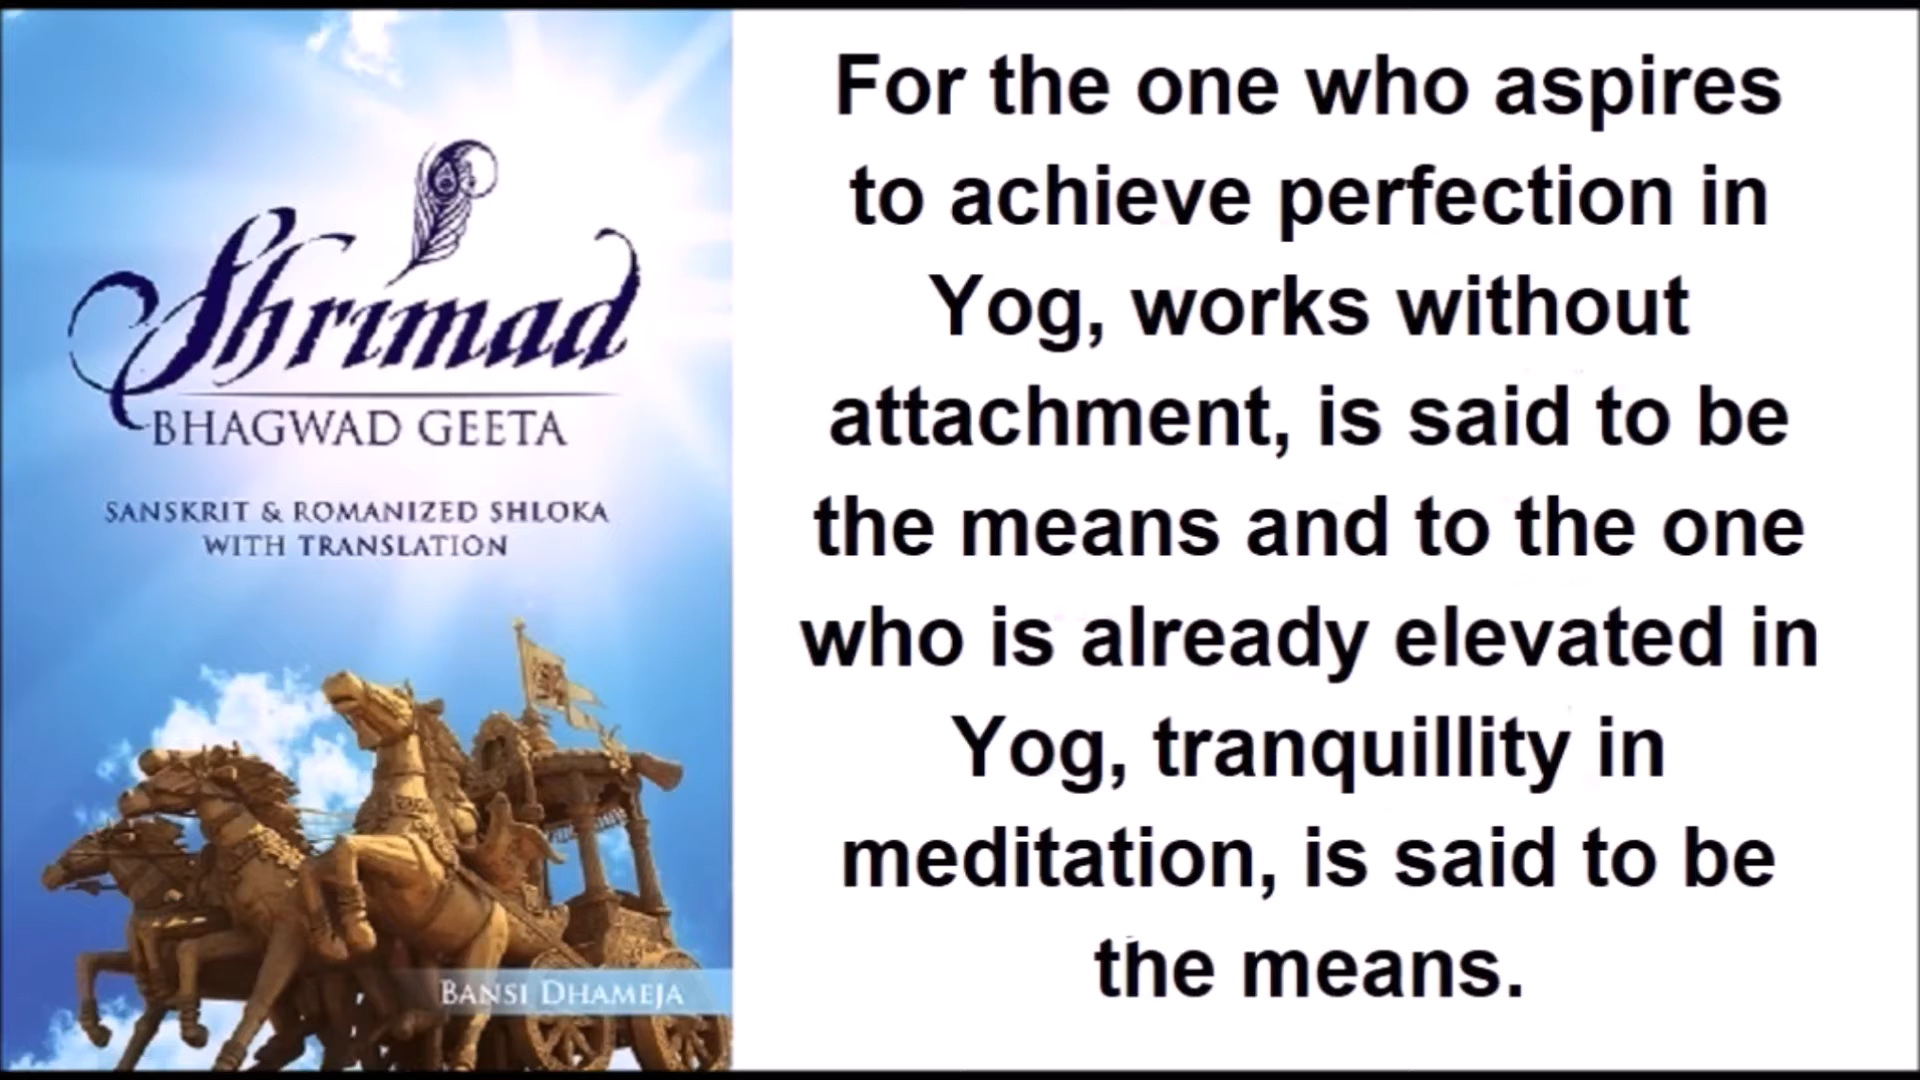 Shrimad
BHAGWAD GEETA
SANSKRIT & ROMANIZED SHLOKA
WITH TRANSLATION
BANSI DHAMEJA
For the one who aspires
to achieve perfection in
Yog, works without
attachment, is said to be
the means and to the one
who is already elevated in
Yog, tranquillity in
meditation, is said to be
the means.